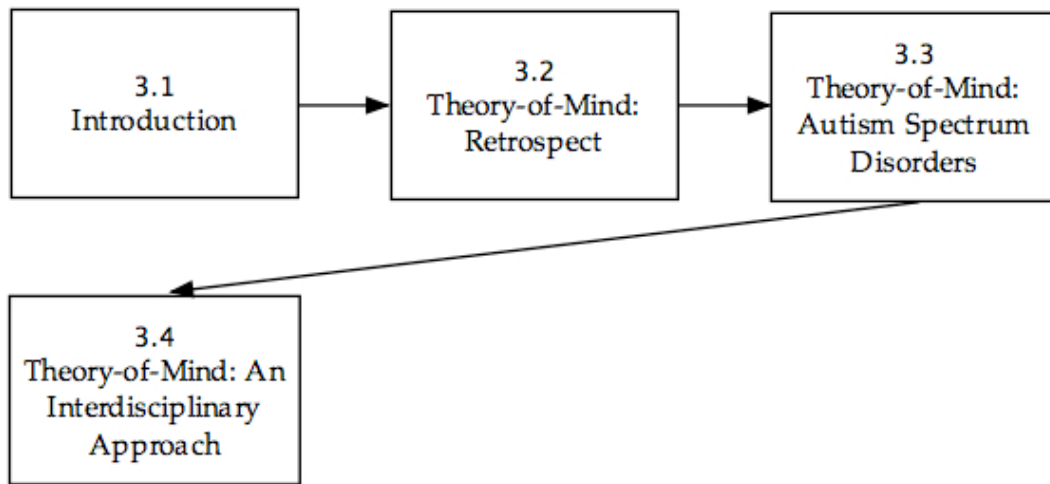 3.1
Introduction
3.2
Theory-of-Mind:
Retrospect
3.3
Theory-of-Mind:
Autism Spectrum
Disorders
3.4
Theory-of-Mind: An
Interdisciplinary
Approach